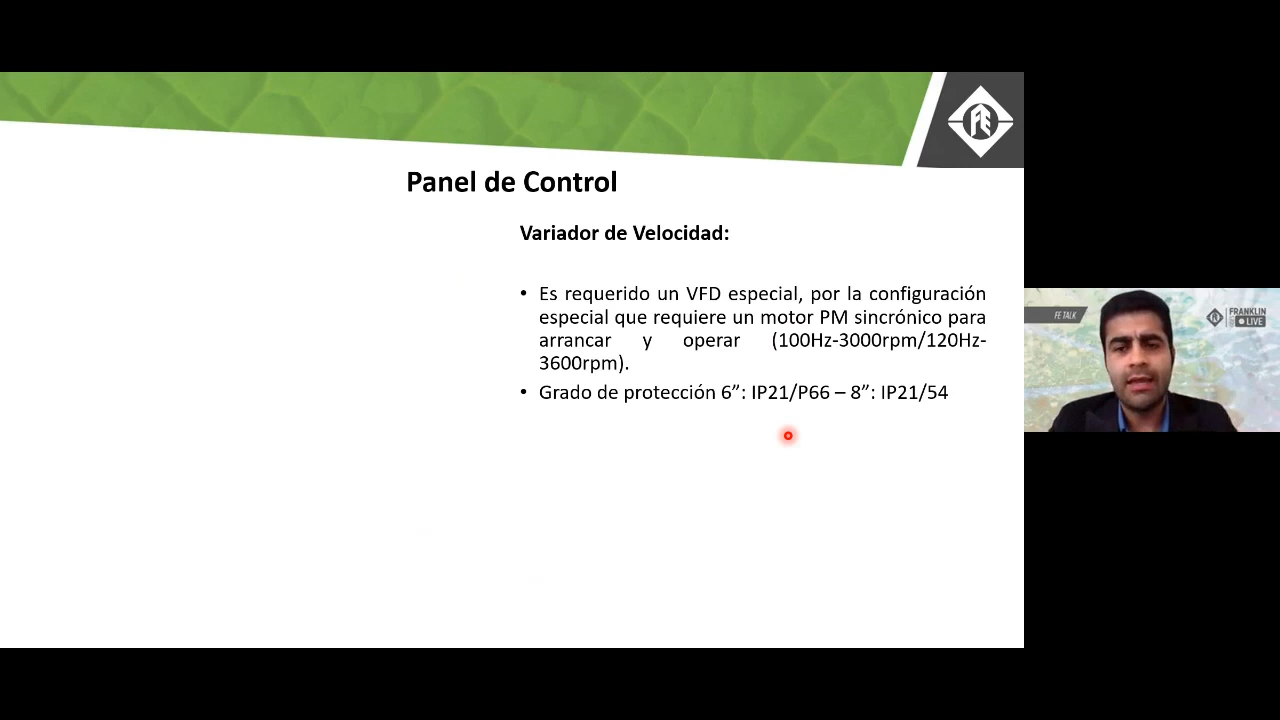 Panel de Control
Variador de Velocidad:
• Es requerido un VFD especial, por la configuración
especial que requiere un motor PM sincrónico para
arrancar y operar (100Hz-3000rpm/120Hz-
3600rpm).
• Grado de protección 6”: IP21/P66 – 8”: IP21/54
FE TALK
FRANKLIN
LIVE